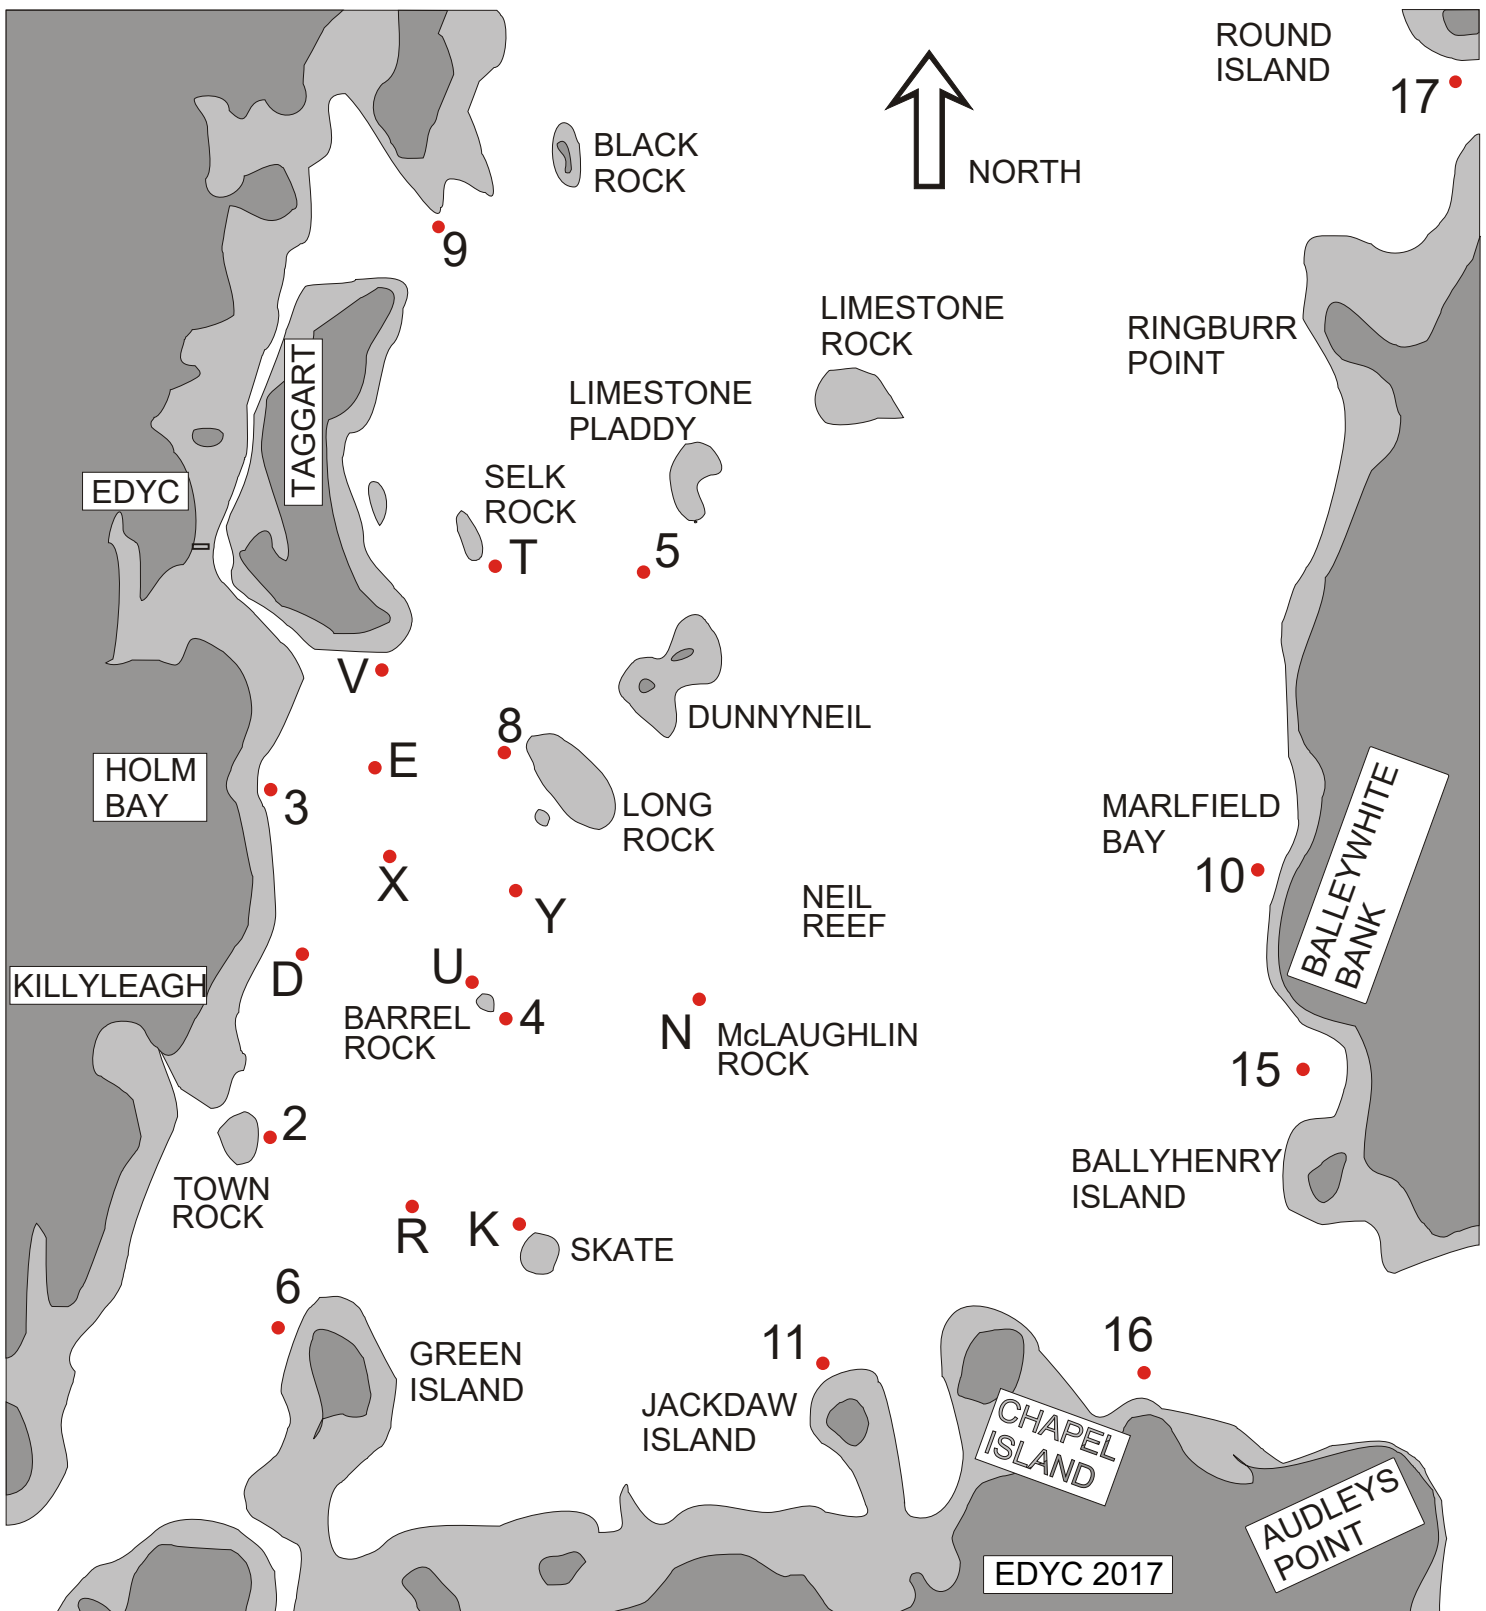 ROUND
ISLAND
17
BLACK
ROCK
NORTH
9
LIMESTONE
ROCK
RINGBURR
POINT
TAGGART
LIMESTONE
PLADDY
EDYC
SELK
ROCK
T
5
V
DUNNYNEIL
8
E
HOLM
BAY
3
LONG
ROCK
MARLFIELD
BAY
BALLEYWHITE
BANK
X
10
Y
NEIL
REEF
U
D
KILLYLEAGH
BARREL
ROCK
4
N
McLAUGHLIN
ROCK
15
2
TOWN
ROCK
BALLYHENRY
ISLAND
R
K
SKATE
6
GREEN
ISLAND
11
16
JACKDAW
ISLAND
CHAPEL
ISLAND
AUDLEYS
POINT
EDYC 2017